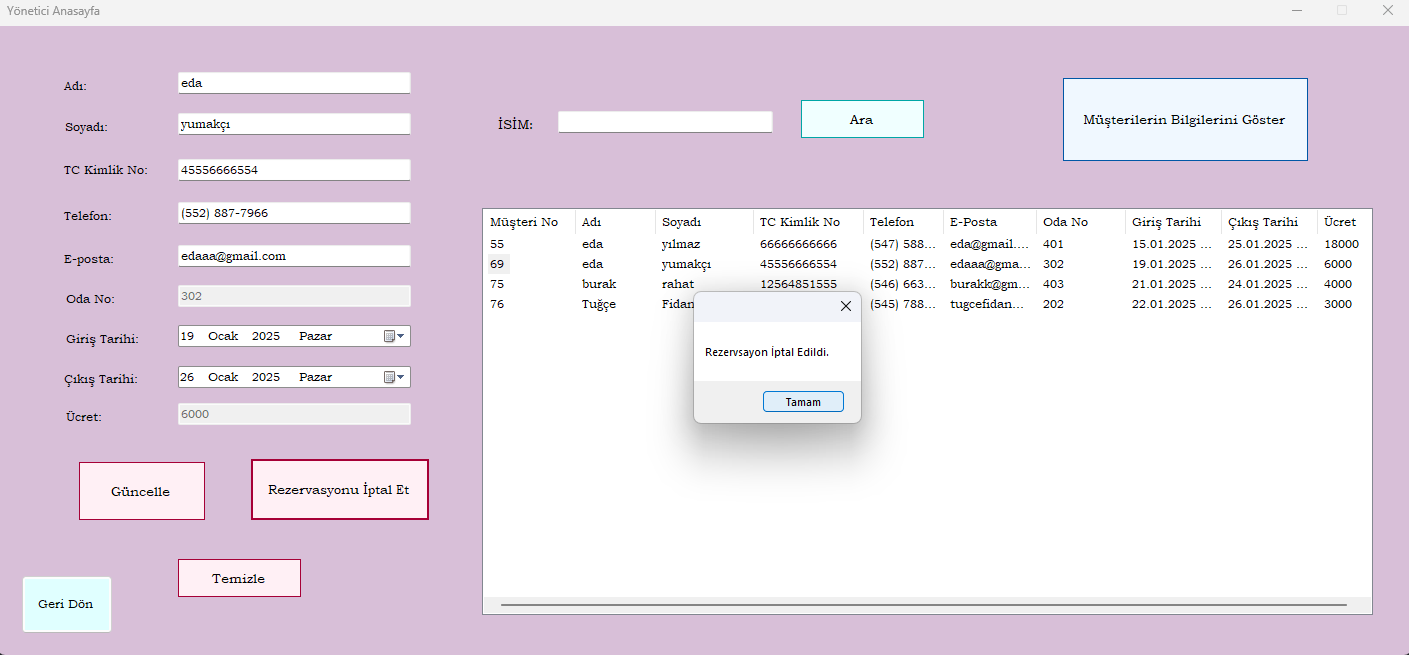 Yönetici Anasayfa
Adı: eda
Soyadı: yumakçı
TC Kimlik No: 45556666554
Telefon: (552) 887-7966
E-posta: edaaa@gmail.com
Oda No: 302
Giriş Tarihi: 19 Ocak 2025 Pazar
Çıkış Tarihi: 26 Ocak 2025 Pazar
Ücret: 6000
Güncelle
Rezervasyonu İptal Et
Temizle
Geri Dön
İSİM:
Ara
Müşterilerin Bilgilerini Göster
Müşteri No Adı Soyadı TC Kimlik No Telefon E-Posta Oda No Giriş Tarihi Çıkış Tarihi Ücret
55 eda yılmaz 66666666666 (547) 588... eda@gmail.... 401 15.01.2025 ... 25.01.2025 ... 18000
69 eda yumakçı 45556666554 (552) 887... edaaa@gma... 302 19.01.2025 ... 26.01.2025 ... 6000
75 burak rahat 12564851555 (546) 663... burakk@gm... 403 21.01.2025 ... 24.01.2025 ... 4000
76 Tuğçe Fidan (545) 788... tugcefidan... 202 22.01.2025 ... 26.01.2025 ... 3000
Rezervsayon İptal Edildi.
Tamam